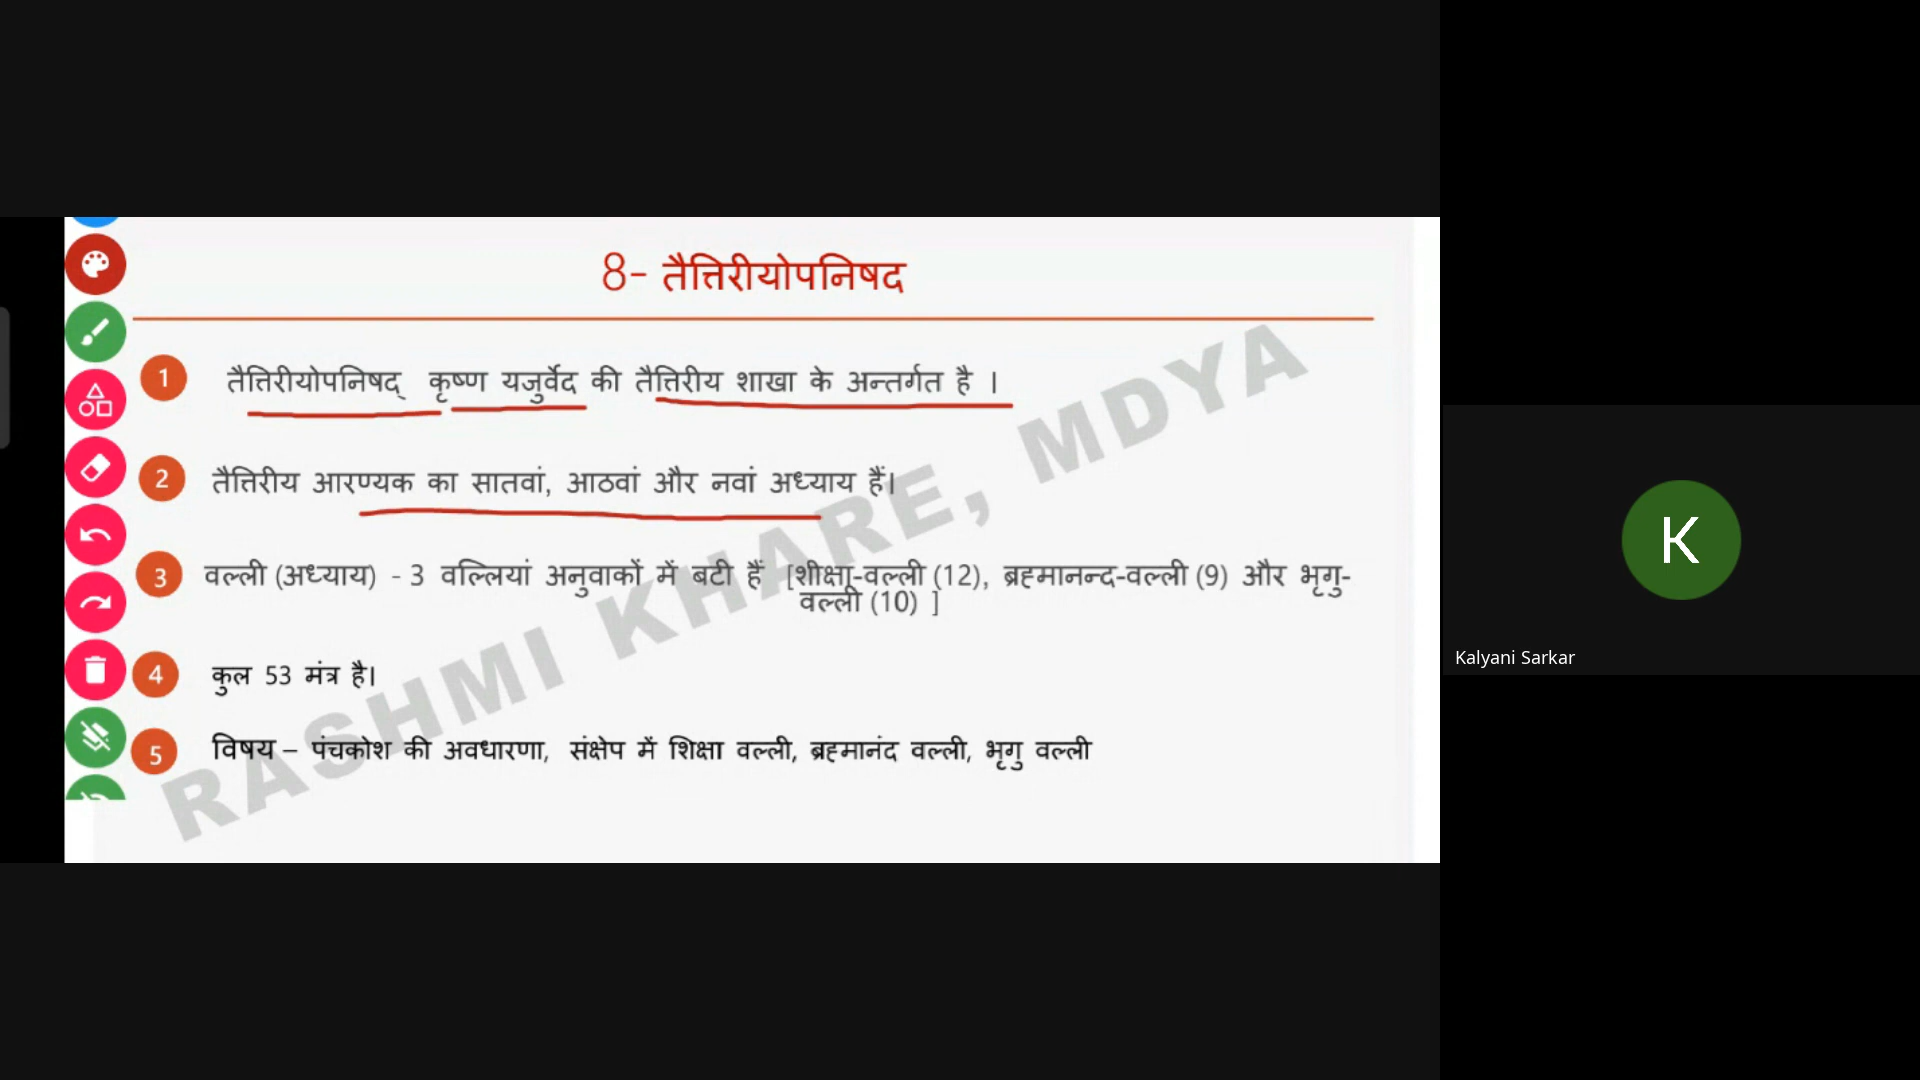 8- तैत्तिरीयोपनिषद
1 तैत्तिरीयोपनिषद् कृष्ण यजुर्वेद की तैत्तिरीय शाखा के अन्तर्गत है ।
2 तैत्तिरीय आरण्यक का सातवां, आठवां और नवां अध्याय हैं।
3 वल्ली (अध्याय) - 3 वल्लियां अनुवाकों में बटी हैं [शीक्षा-वल्ली (12), ब्रह्मानन्द-वल्ली (9) और भृगु-
वल्ली (10) ]
4 कुल 53 मंत्र है।
5 विषय – पंचकोश की अवधारणा, संक्षेप में शिक्षा वल्ली, ब्रह्मानंद वल्ली, भृगु वल्ली
RASHMI KHARE, MDYA
K
Kalyani Sarkar